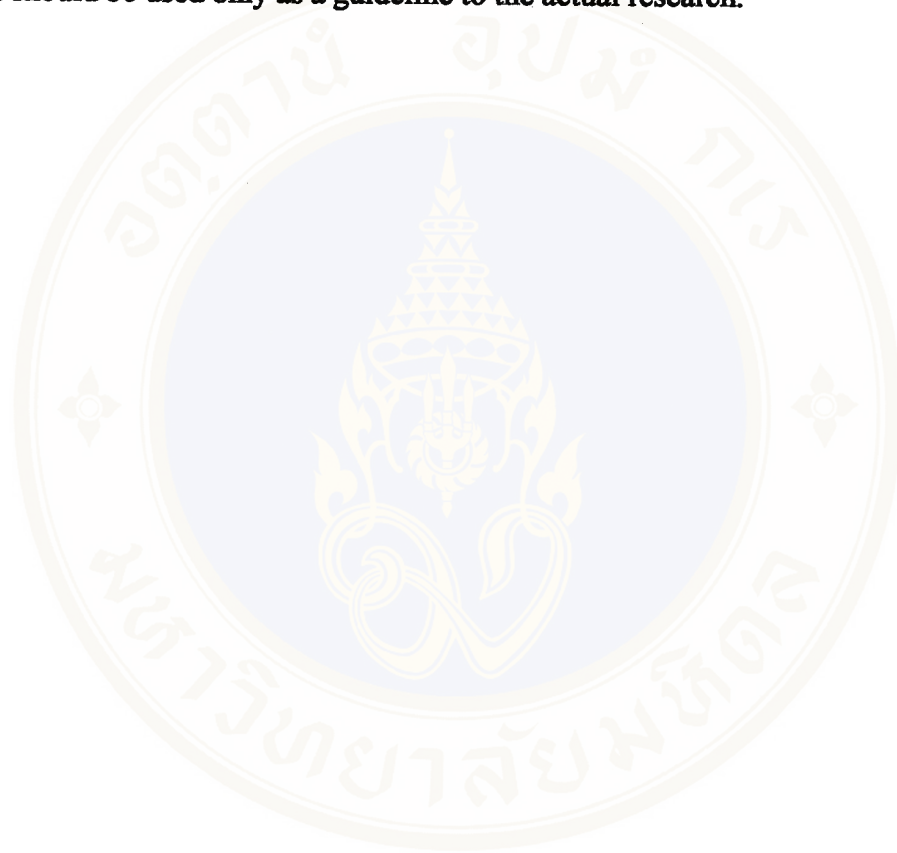 should be used only as a guideline to the actual research.
อตฺตานํ อุปมํ กเร
มหาวิทยาลัยมหิดล